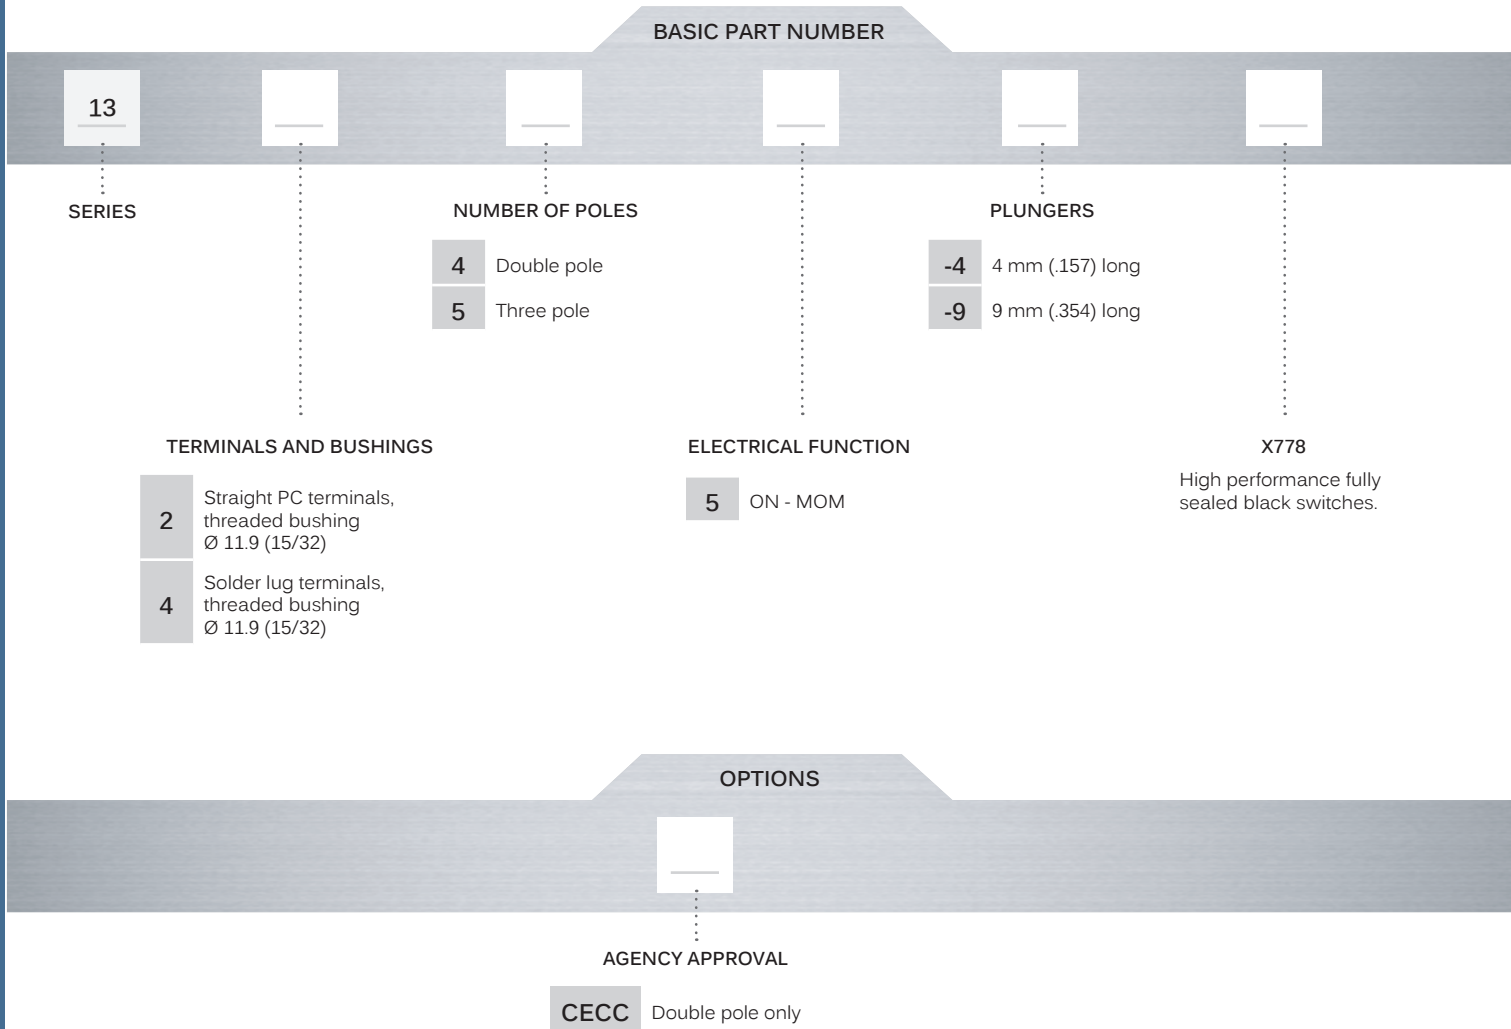 BASIC PART NUMBER
13
SERIES
NUMBER OF POLES
4 Double pole
5 Three pole
PLUNGERS
-4 4 mm (.157) long
-9 9 mm (.354) long
TERMINALS AND BUSHINGS
2
Straight PC terminals,
threaded bushing
Ø 11.9 (15/32)
4
Solder lug terminals,
threaded bushing
Ø 11.9 (15/32)
ELECTRICAL FUNCTION
5 ON - MOM
X778
High performance fully
sealed black switches.
OPTIONS
AGENCY APPROVAL
CECC Double pole only